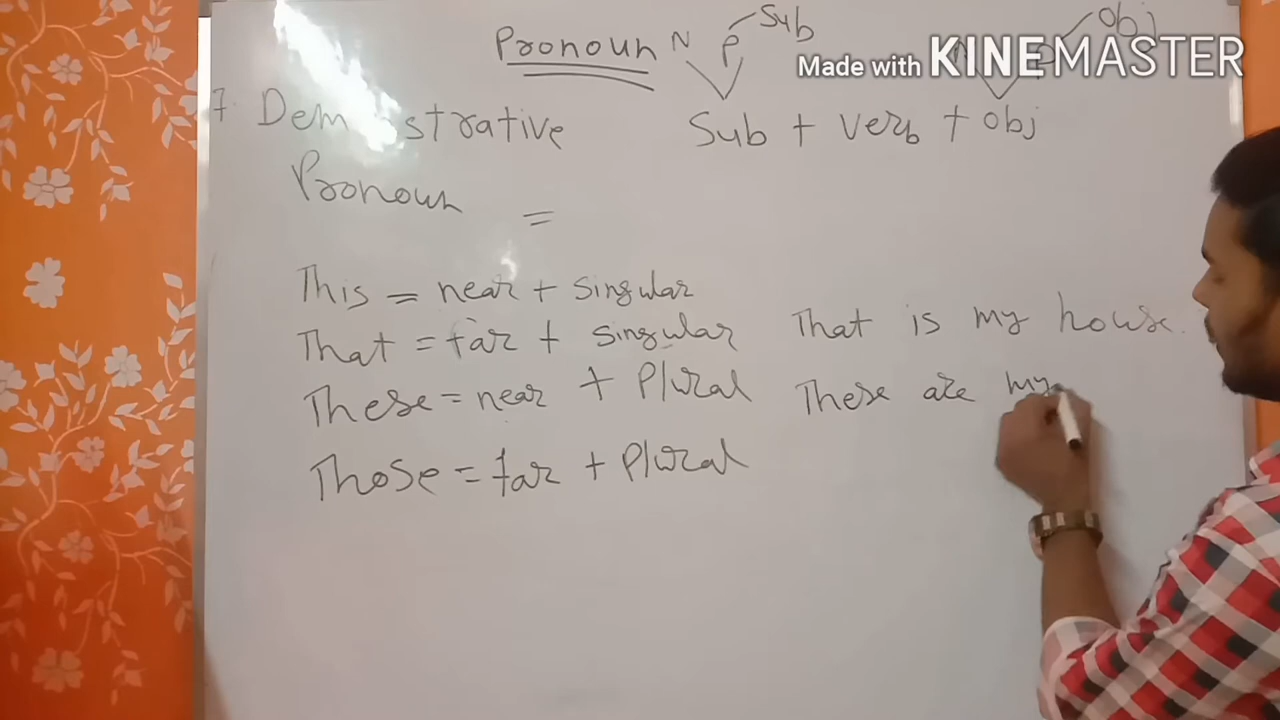 Pronoun N P Sub Obj
Made with KINEMASTER
7. Dem strative Sub + Verb + Obj
Pronoun =
This = near + Singular
That = far + Singular That is my house.
These = near + Plural These are my
Those = far + Plural